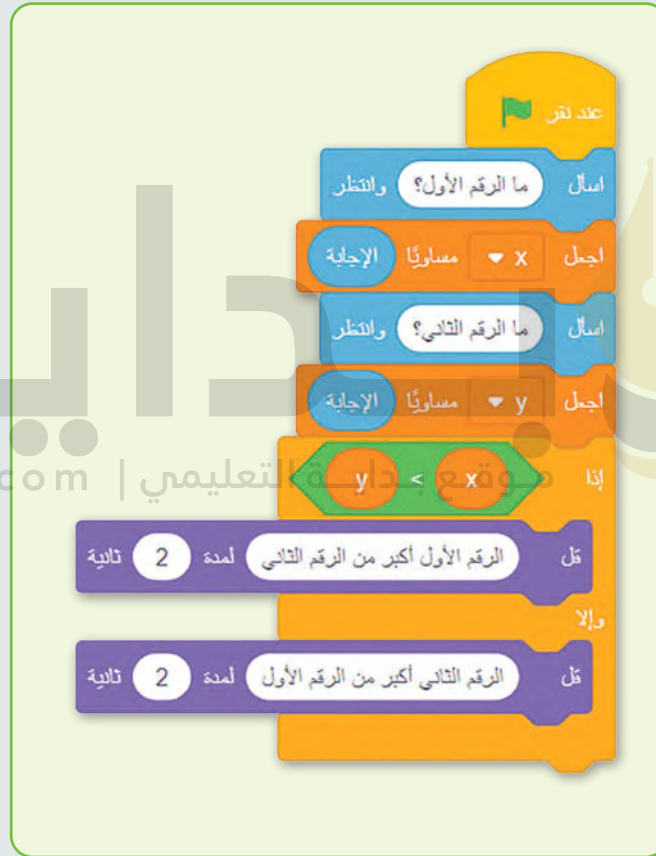 عند نقر
اسأل ما الرقم الأول؟ وانتظر
اجعل x مساويًا الإجابة
اسأل ما الرقم الثاني؟ وانتظر
اجعل y مساويًا الإجابة
إذا x < y
قل الرقم الأول أكبر من الرقم الثاني لمدة 2 ثانية
وإلا
قل الرقم الثاني أكبر من الرقم الأول لمدة 2 ثانية
موقع بداية التعليمي | com